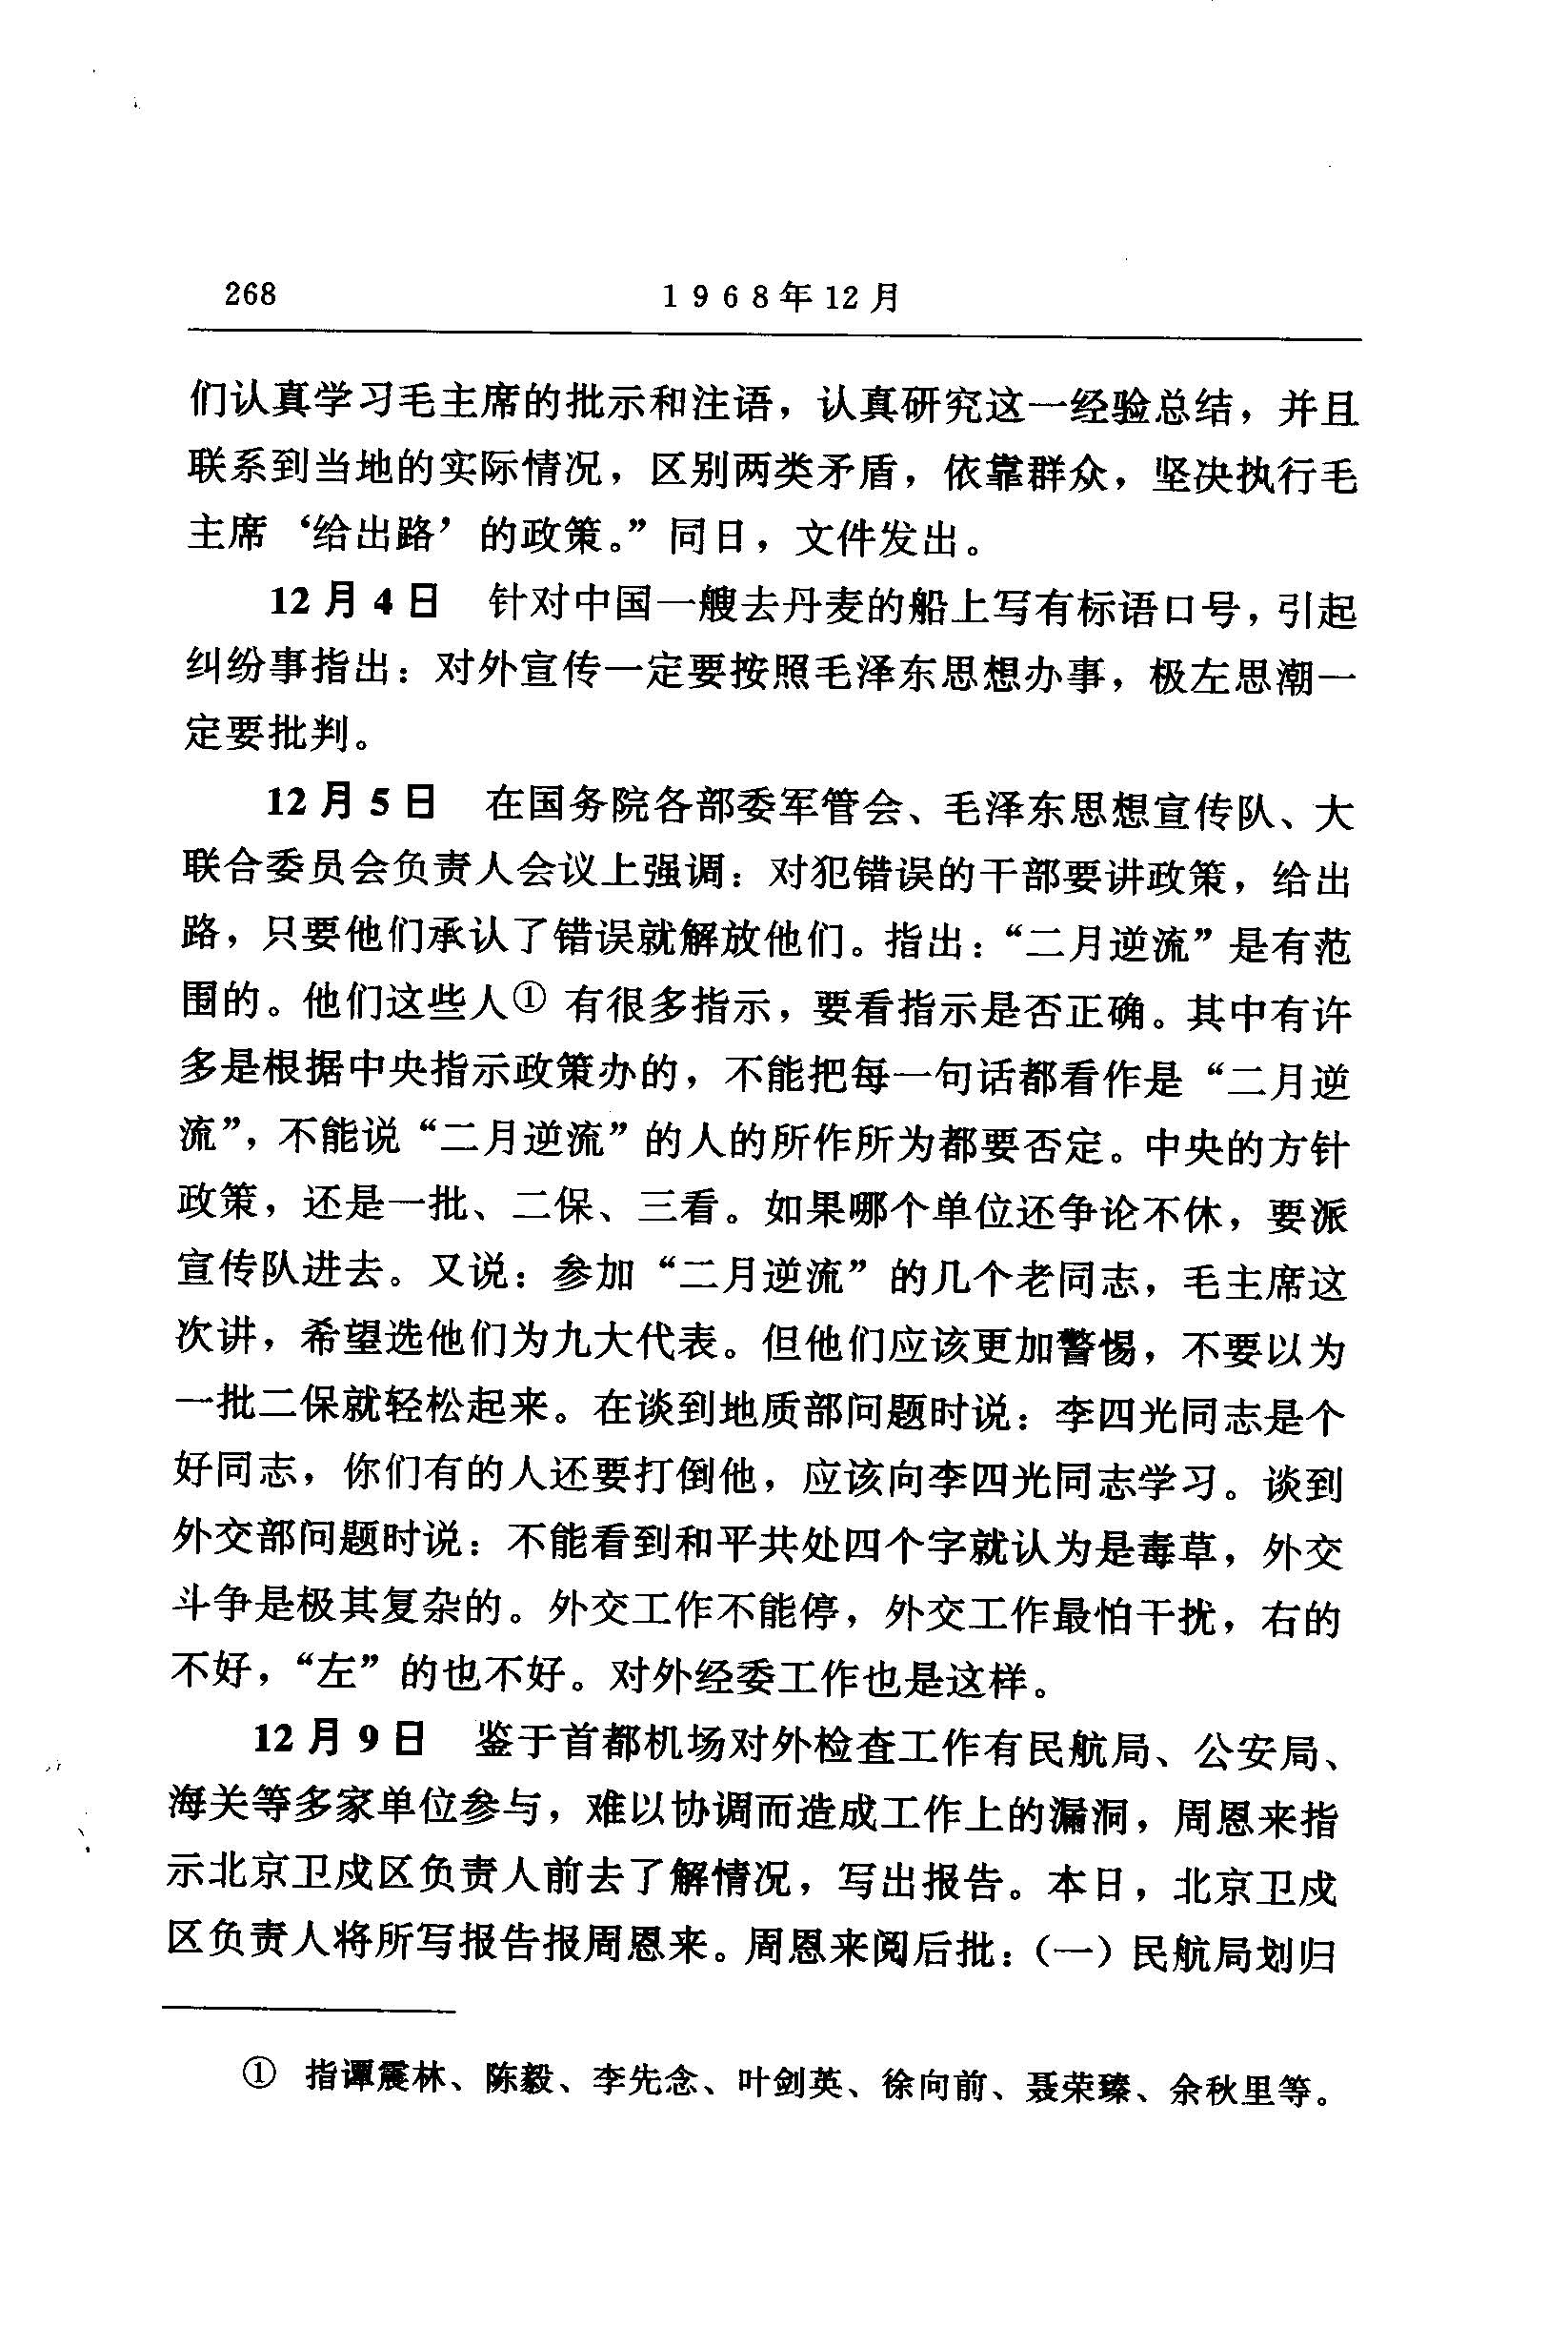 268
1968年12月
们认真学习毛主席的批示和注语，认真研究这一经验总结，并且
联系到当地的实际情况，区别两类矛盾，依靠群众，坚决执行毛
主席‘给出路’的政策。”同日，文件发出。
12月4日　针对中国一艘去丹麦的船上写有标语口号，引起
纠纷事指出：对外宣传一定要按照毛泽东思想办事，极左思潮一
定要批判。
12月5日　在国务院各部委军管会、毛泽东思想宣传队、大
联合委员会负责人会议上强调：对犯错误的干部要讲政策，给出
路，只要他们承认了错误就解放他们。指出：“二月逆流”是有范
围的。他们这些人① 有很多指示，要看指示是否正确。其中有许
多是根据中央指示政策办的，不能把每一句话都看作是“二月逆
流”，不能说“二月逆流”的人的所作所为都要否定。中央的方针
政策，还是一批、二保、三看。如果哪个单位还争论不休，要派
宣传队进去。又说：参加“二月逆流”的几个老同志，毛主席这
次讲，希望选他们为九大代表。但他们应该更加警惕，不要以为
一批二保就轻松起来。在谈到地质部问题时说：李四光同志是个
好同志，你们有的人还要打倒他，应该向李四光同志学习。谈到
外交部问题时说：不能看到和平共处四个字就认为是毒草，外交
斗争是极其复杂的。外交工作不能停，外交工作最怕干扰，右的
不好，“左”的也不好。对外经委工作也是这样。
12月9日　鉴于首都机场对外检查工作有民航局、公安局、
海关等多家单位参与，难以协调而造成工作上的漏洞，周恩来指
示北京卫戍区负责人前去了解情况，写出报告。本日，北京卫戍
区负责人将所写报告报周恩来。周恩来阅后批：（一）民航局划归
① 指谭震林、陈毅、李先念、叶剑英、徐向前、聂荣臻、余秋里等。